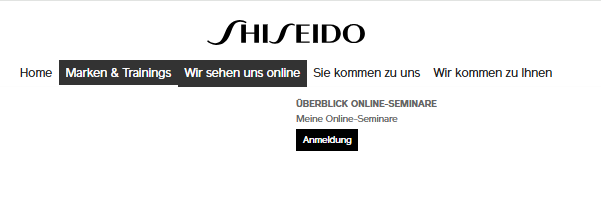 SHISEIDO
Home Marken & Trainings Wir sehen uns online Sie kommen zu uns Wir kommen zu Ihnen
ÜBERBLICK ONLINE-SEMINARE
Meine Online-Seminare
Anmeldung